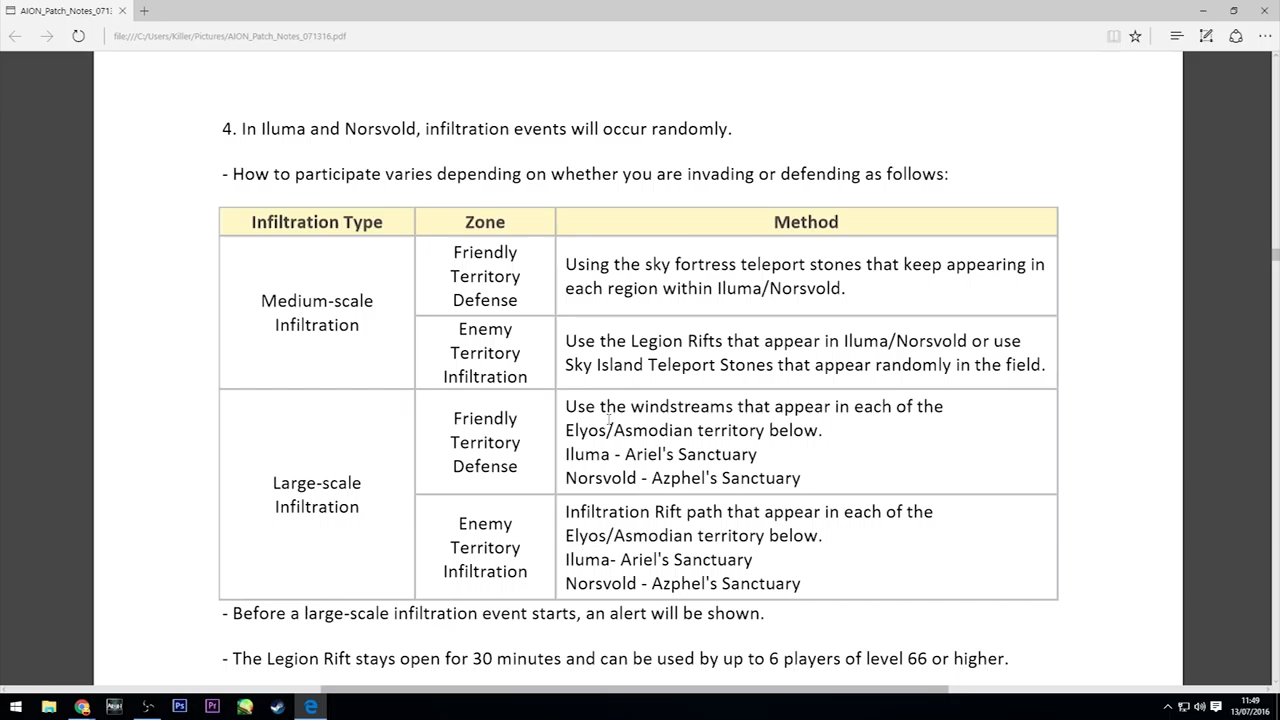 AION_Patch_Notes_071
file:///C:/Users/Killer/Pictures/AION_Patch_Notes_071316.pdf
4. In Iluma and Norsvold, infiltration events will occur randomly.
- How to participate varies depending on whether you are invading or defending as follows:
Infiltration Type
Zone
Method
Medium-scale
Infiltration
Friendly
Territory
Defense
Using the sky fortress teleport stones that keep appearing in
each region within Iluma/Norsvold.
Enemy
Territory
Infiltration
Use the Legion Rifts that appear in Iluma/Norsvold or use
Sky Island Teleport Stones that appear randomly in the field.
Large-scale
Infiltration
Friendly
Territory
Defense
Use the windstreams that appear in each of the
Elyos/Asmodian territory below.
Iluma - Ariel's Sanctuary
Norsvold - Azphel's Sanctuary
Enemy
Territory
Infiltration
Infiltration Rift path that appear in each of the
Elyos/Asmodian territory below.
Iluma- Ariel's Sanctuary
Norsvold - Azphel's Sanctuary
- Before a large-scale infiltration event starts, an alert will be shown.
- The Legion Rift stays open for 30 minutes and can be used by up to 6 players of level 66 or higher.
Ps
Pr
11:49
13/07/2016